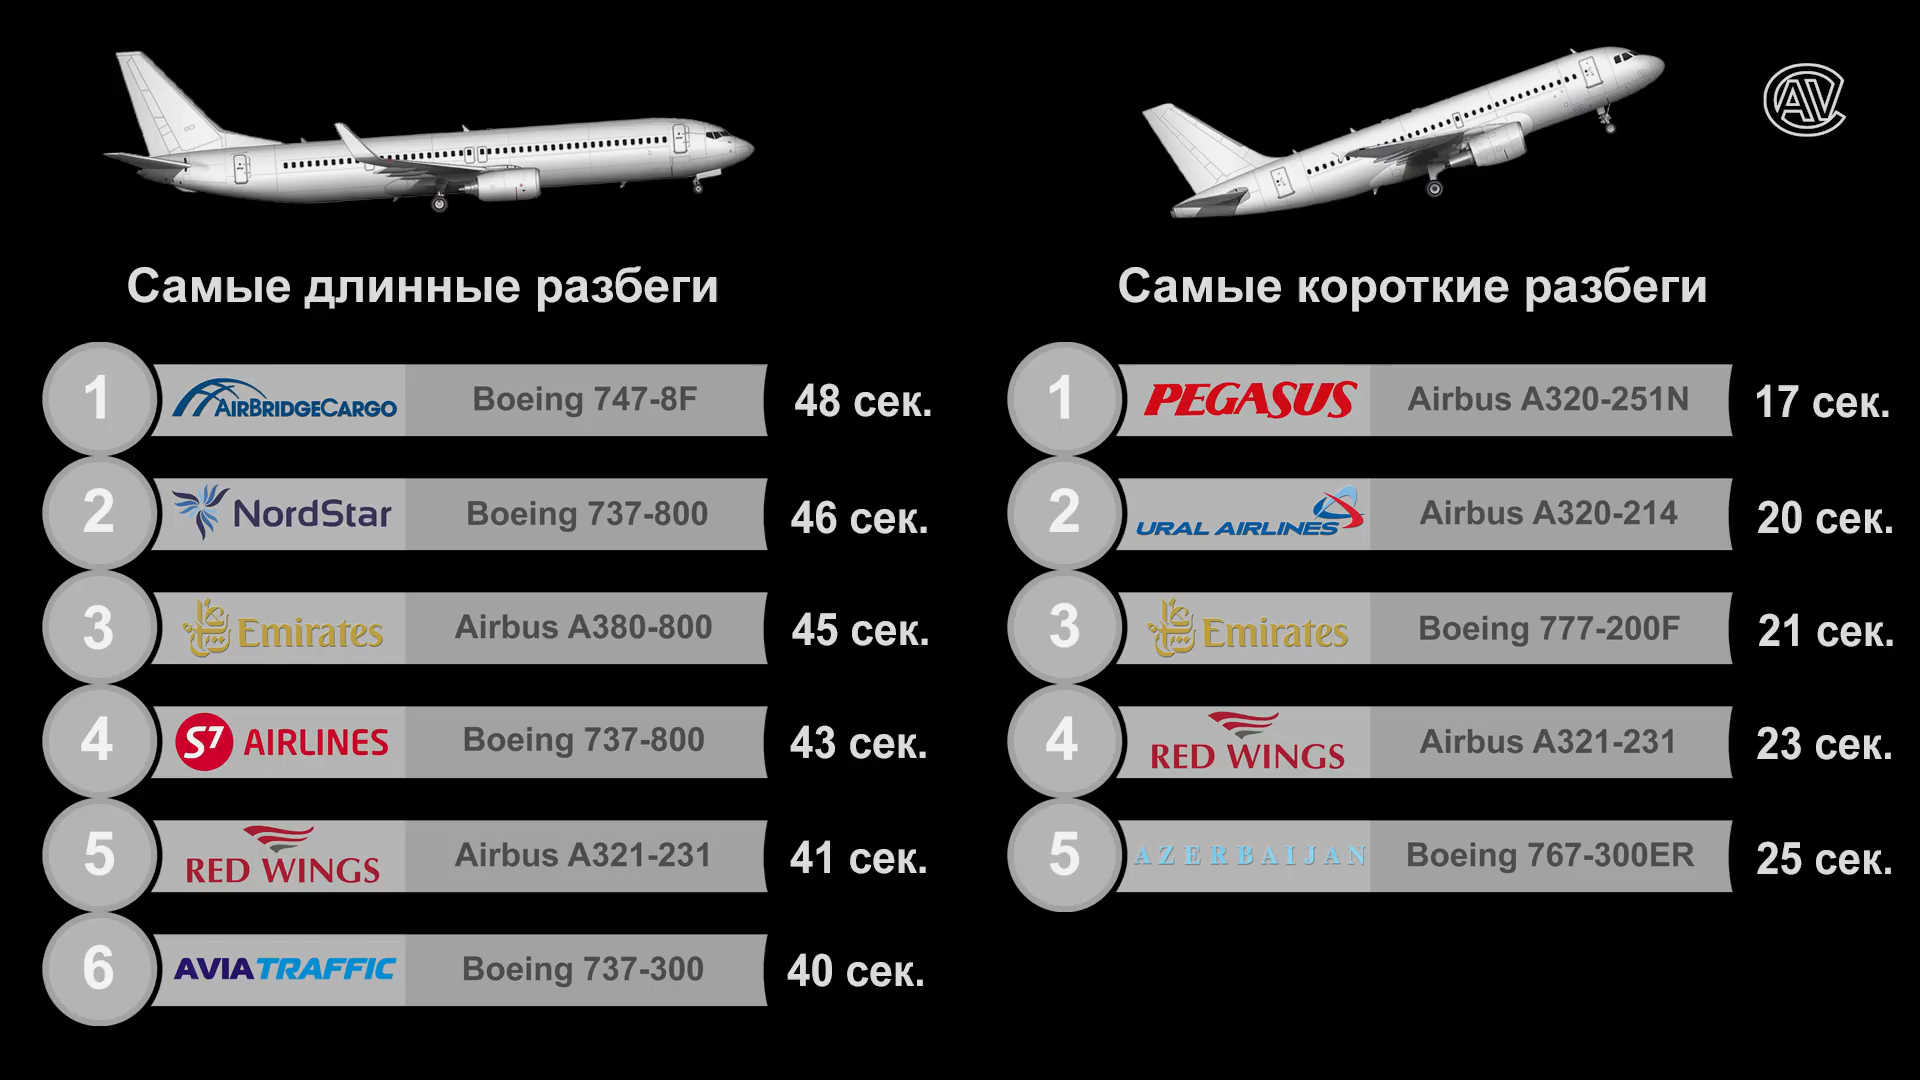 CAV
Самые длинные разбеги
1 AIRBRIDGECARGO Boeing 747-8F 48 сек.
2 NordStar Boeing 737-800 46 сек.
3 Emirates Airbus A380-800 45 сек.
4 S7 AIRLINES Boeing 737-800 43 сек.
5 RED WINGS Airbus A321-231 41 сек.
6 AVIA TRAFFIC Boeing 737-300 40 сек.
Самые короткие разбеги
1 PEGASUS Airbus A320-251N 17 сек.
2 URAL AIRLINES Airbus A320-214 20 сек.
3 Emirates Boeing 777-200F 21 сек.
4 RED WINGS Airbus A321-231 23 сек.
5 AZERBAIJAN Boeing 767-300ER 25 сек.